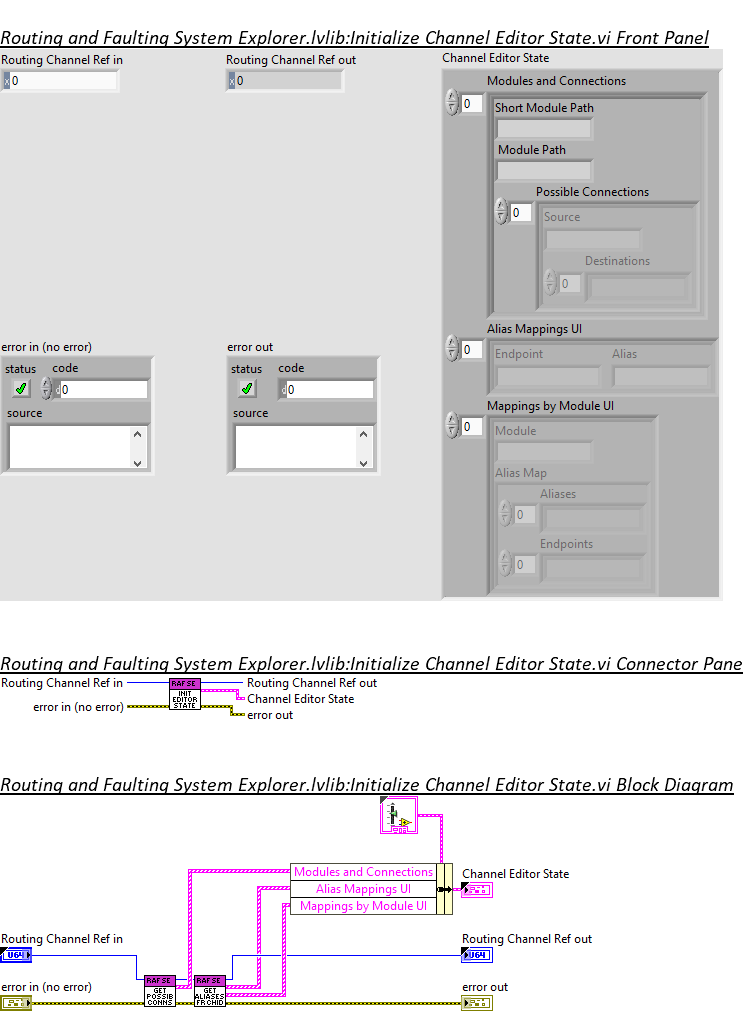 Routing and Faulting System Explorer.lvlib:Initialize Channel Editor State.vi Front Panel
Routing Channel Ref in
Routing Channel Ref out
Channel Editor State
x 0
x 0
Modules and Connections
0
Short Module Path
Module Path
Possible Connections
0
Source
Destinations
0
error in (no error)
error out
Alias Mappings UI
0
Endpoint
Alias
status
code
d 0
source
status
code
d 0
source
Mappings by Module UI
0
Module
Alias Map
Aliases
0
Endpoints
0
Routing and Faulting System Explorer.lvlib:Initialize Channel Editor State.vi Connector Pane
Routing Channel Ref in
RAF SE
INIT
EDITOR
STATE
Routing Channel Ref out
Channel Editor State
error in (no error)
error out
Routing and Faulting System Explorer.lvlib:Initialize Channel Editor State.vi Block Diagram
Modules and Connections
Alias Mappings UI
Mappings by Module UI
Channel Editor State
Routing Channel Ref in
U64
Routing Channel Ref out
U64
error in (no error)
RAF SE
GET
POSSIB
CONNS
RAF SE
GET
ALIASES
FR CHID
error out